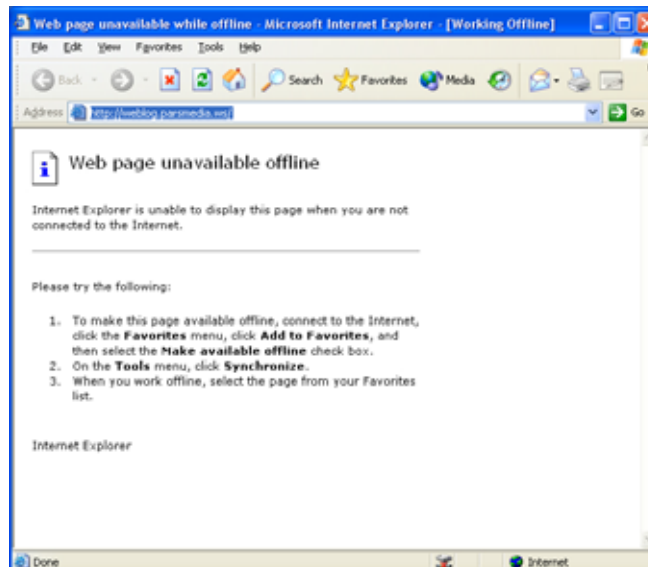 Web page unavailable while offline - Microsoft Internet Explorer - [Working Offline]
File Edit View Favorites Tools Help
Back Search Favorites Media
Address http://weblog.parsmedia.ws/ Go
Web page unavailable offline
Internet Explorer is unable to display this page when you are not
connected to the Internet.
Please try the following:
1. To make this page available offline, connect to the Internet,
click the Favorites menu, click Add to Favorites, and
then select the Make available offline check box.
2. On the Tools menu, click Synchronize.
3. When you work offline, select the page from your Favorites
list.
Internet Explorer
Done Internet